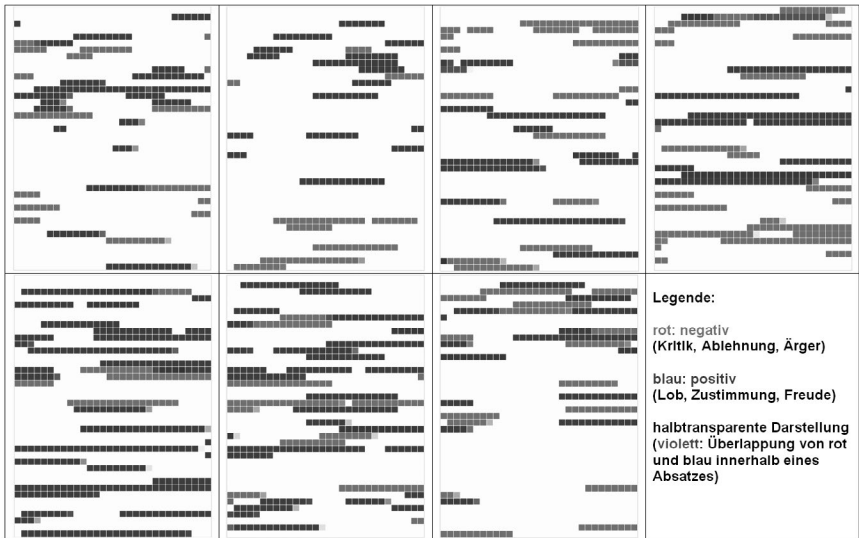 Legende:
rot: negativ
(Kritik, Ablehnung, Ärger)
blau: positiv
(Lob, Zustimmung, Freude)
halbtransparente Darstellung
(violett: Überlappung von rot
und blau innerhalb eines
Absatzes)